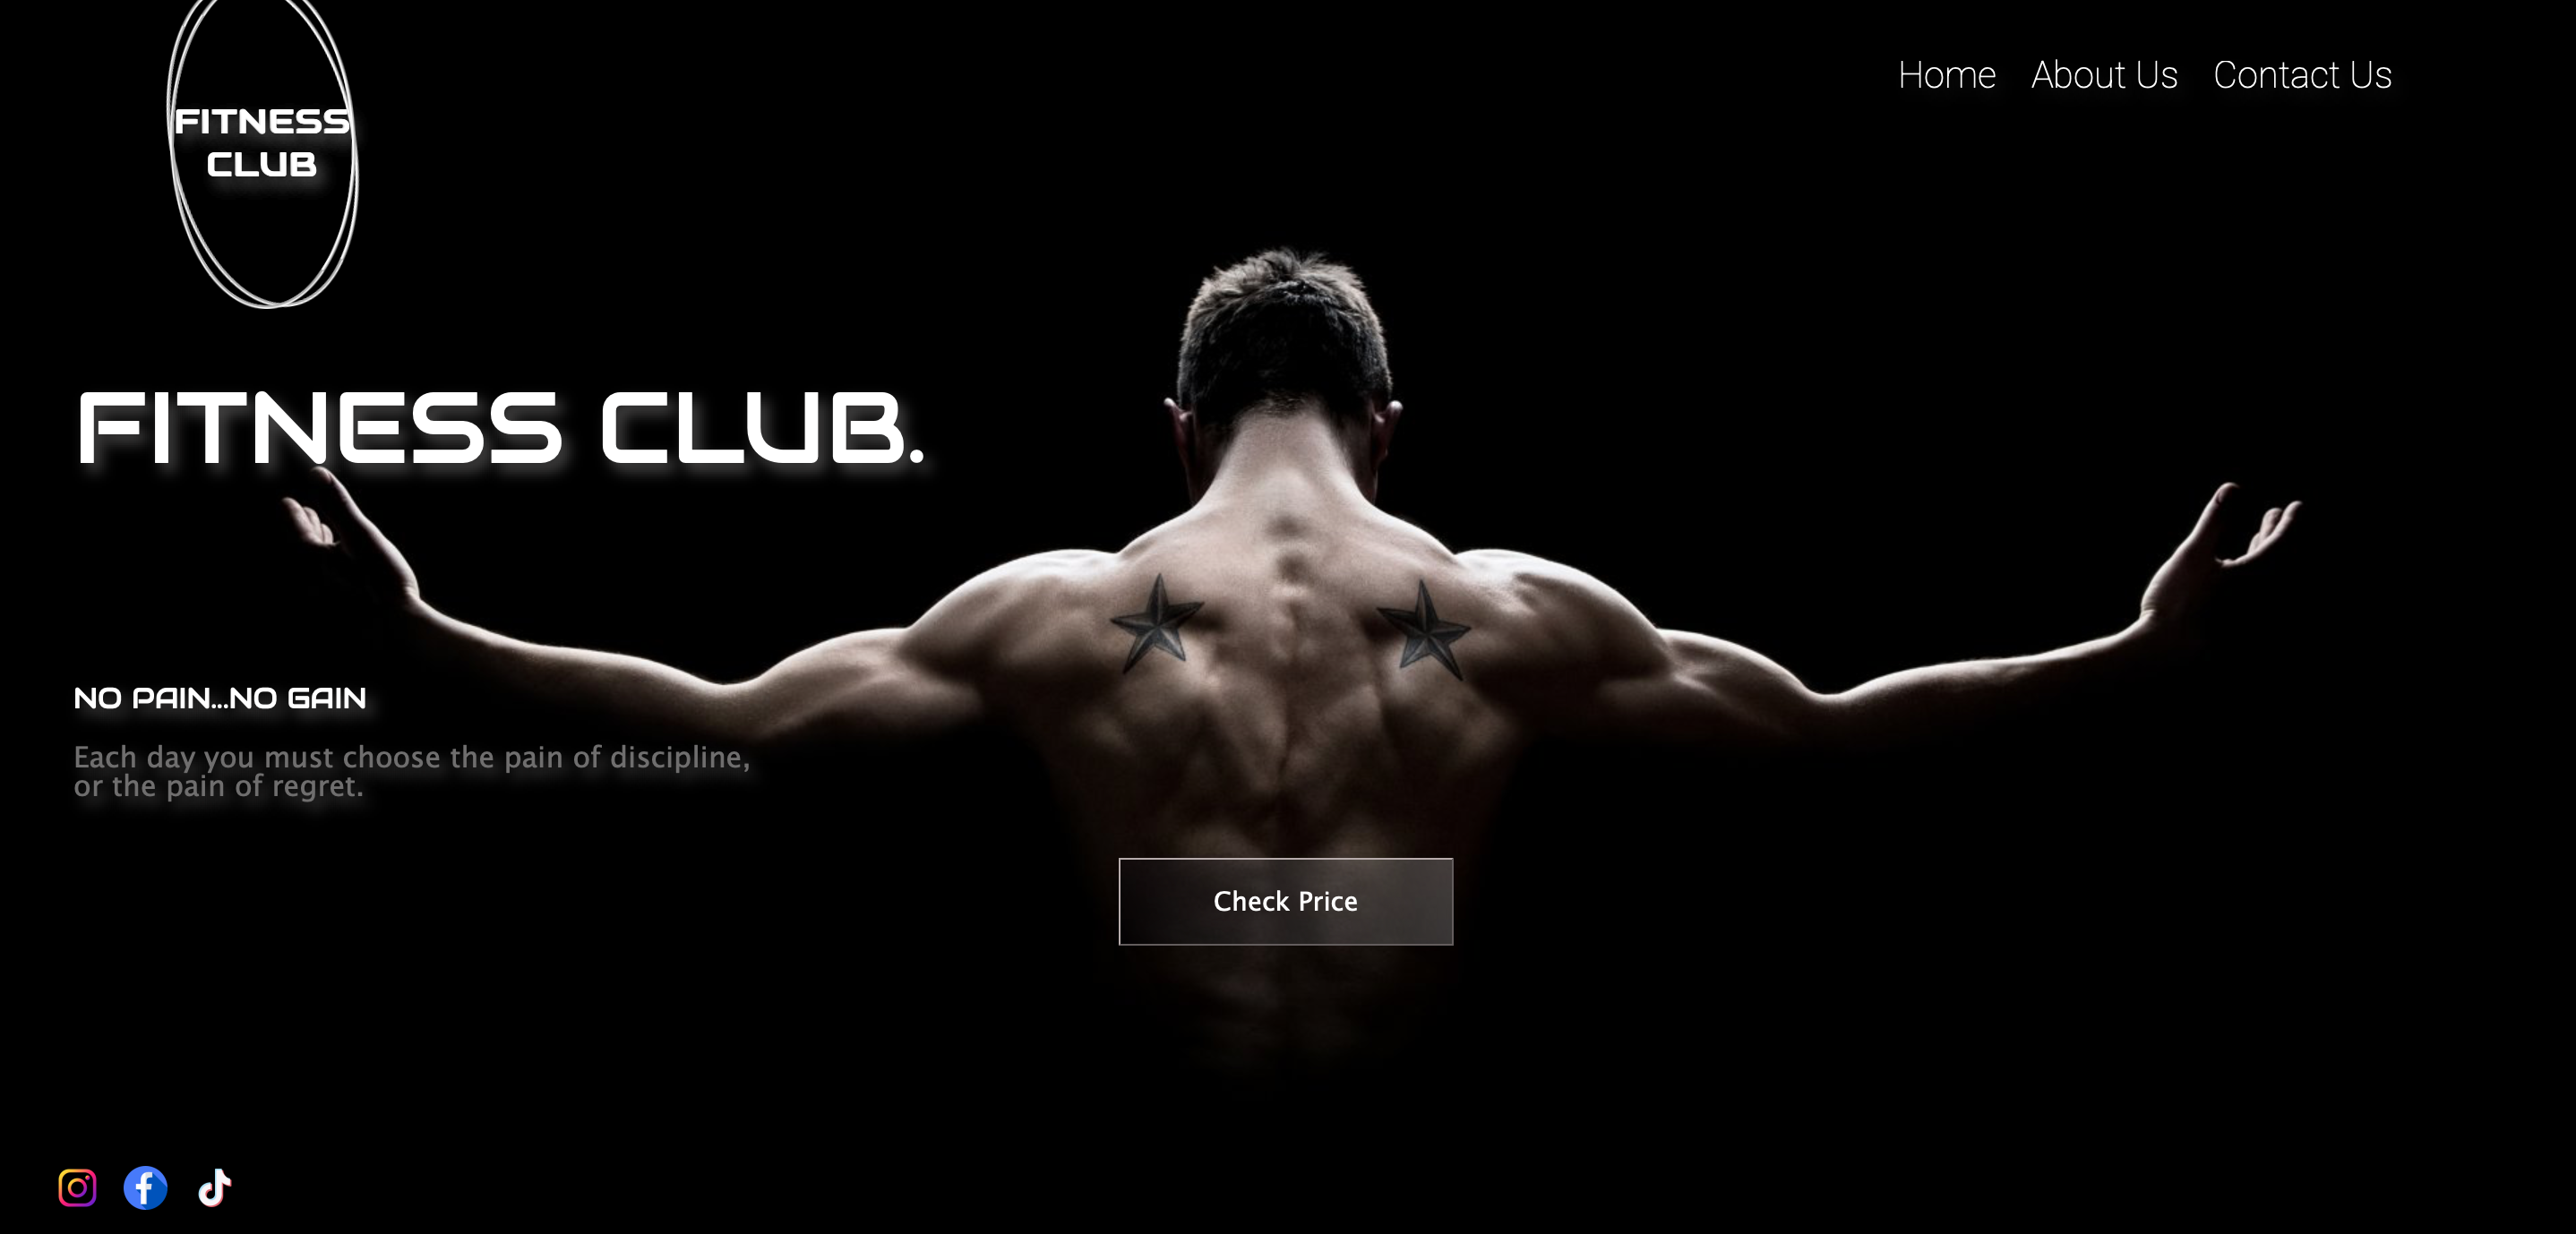 FITNESS
CLUB
Home About Us Contact Us
FITNESS CLUB.
NO PAIN...NO GAIN
Each day you must choose the pain of discipline,
or the pain of regret.
Check Price